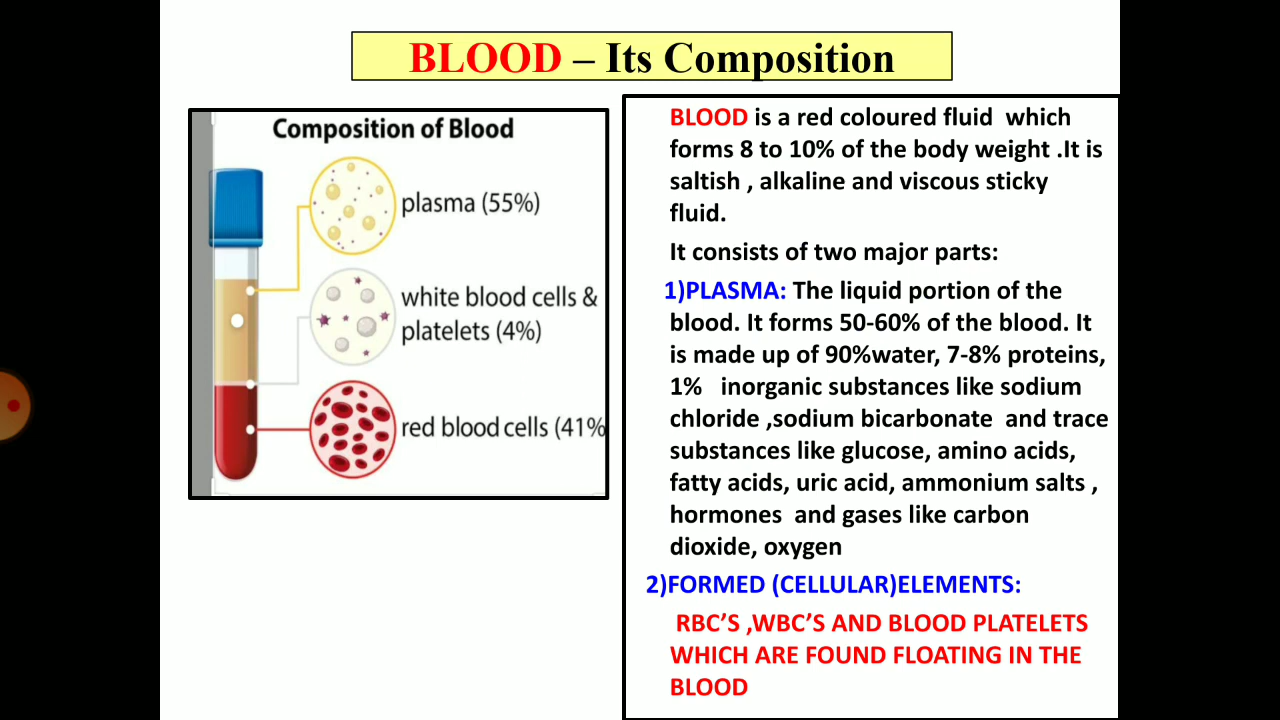 BLOOD – Its Composition
Composition of Blood
plasma (55%)
white blood cells &
platelets (4%)
red blood cells (41%
BLOOD is a red coloured fluid which
forms 8 to 10% of the body weight .It is
saltish , alkaline and viscous sticky
fluid.
It consists of two major parts:
1)PLASMA: The liquid portion of the
blood. It forms 50-60% of the blood. It
is made up of 90%water, 7-8% proteins,
1% inorganic substances like sodium
chloride ,sodium bicarbonate and trace
substances like glucose, amino acids,
fatty acids, uric acid, ammonium salts ,
hormones and gases like carbon
dioxide, oxygen
2)FORMED (CELLULAR)ELEMENTS:
RBC’S ,WBC’S AND BLOOD PLATELETS
WHICH ARE FOUND FLOATING IN THE
BLOOD